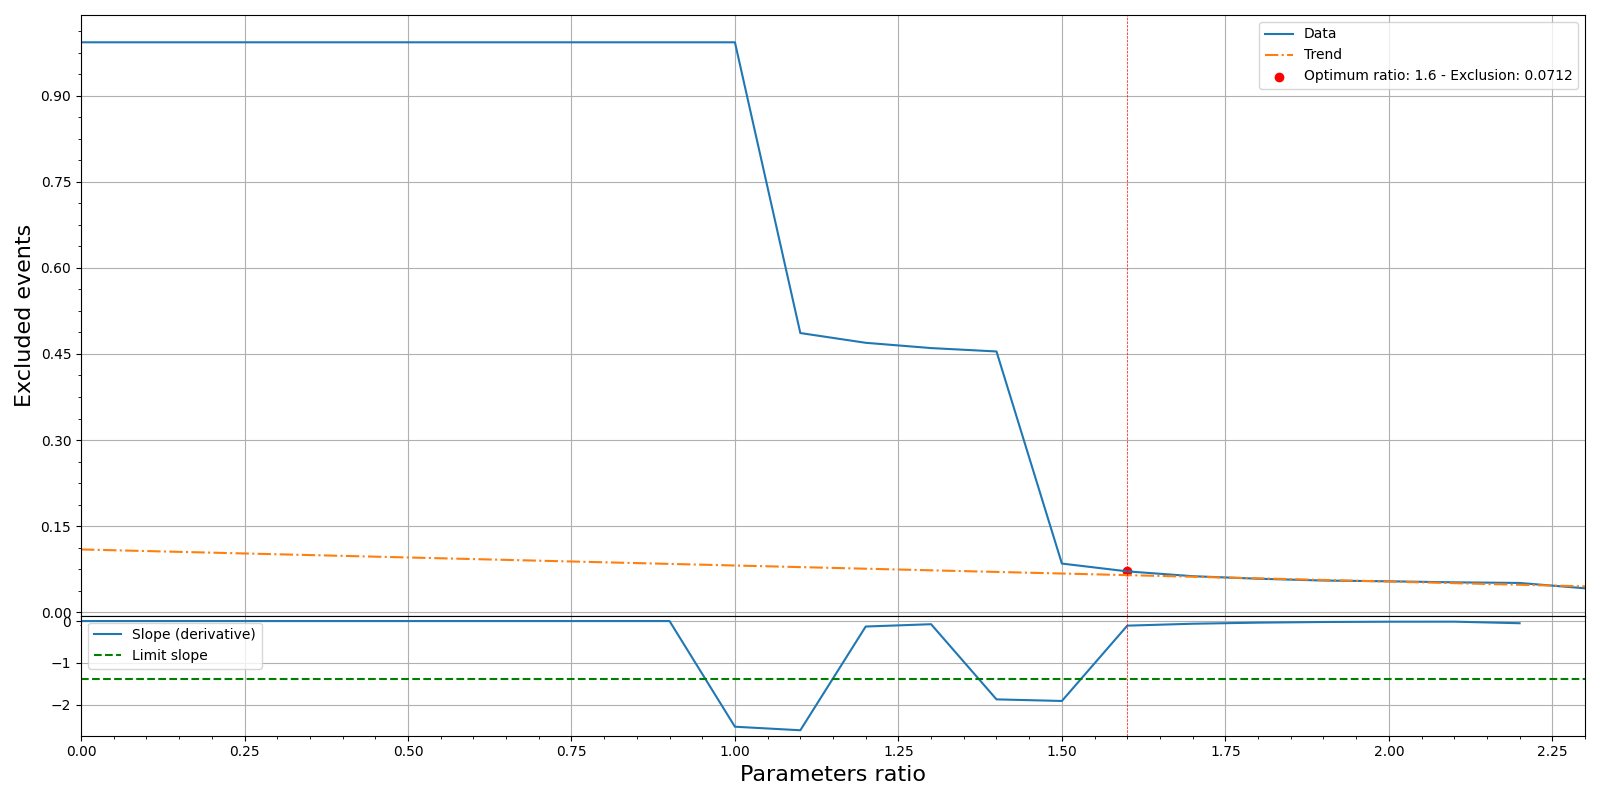 Data
Trend
Optimum ratio: 1.6 - Exclusion: 0.0712
0.90
0.75
0.60
0.45
0.30
0.15
0.00
Excluded events
0
−1
−2
Slope (derivative)
Limit slope
0.00 0.25 0.50 0.75 1.00 1.25 1.50 1.75 2.00 2.25
Parameters ratio